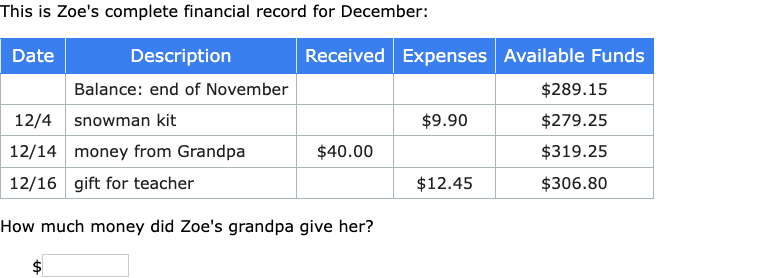 This is Zoe's complete financial record for December:
Date Description Received Expenses Available Funds
Balance: end of November $289.15
12/4 snowman kit $9.90 $279.25
12/14 money from Grandpa $40.00 $319.25
12/16 gift for teacher $12.45 $306.80
How much money did Zoe's grandpa give her?
$